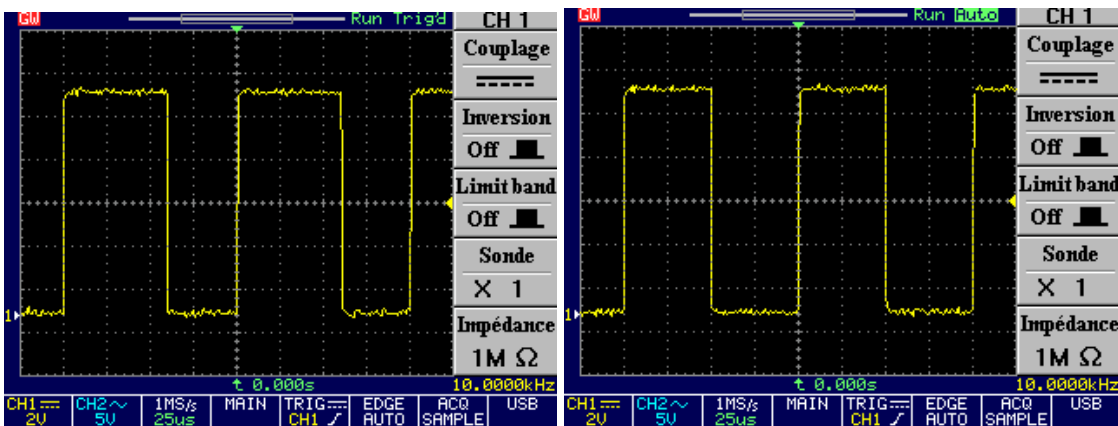 GW Run Trig'd CH 1
Couplage
Inversion
Off
Limit band
Off
Sonde
X 1
Impédance
1M Ω
1
0.000s 10.0000kHz
CH1 CH2 1MS/s MAIN TRIG EDGE ACQ USB
2V 5V 25us CH1 AUTO SAMPLE
GW Run Auto CH 1
Couplage
Inversion
Off
Limit band
Off
Sonde
X 1
Impédance
1M Ω
1
0.000s 10.0000kHz
CH1 CH2 1MS/s MAIN TRIG EDGE ACQ USB
2V 5V 25us CH1 AUTO SAMPLE